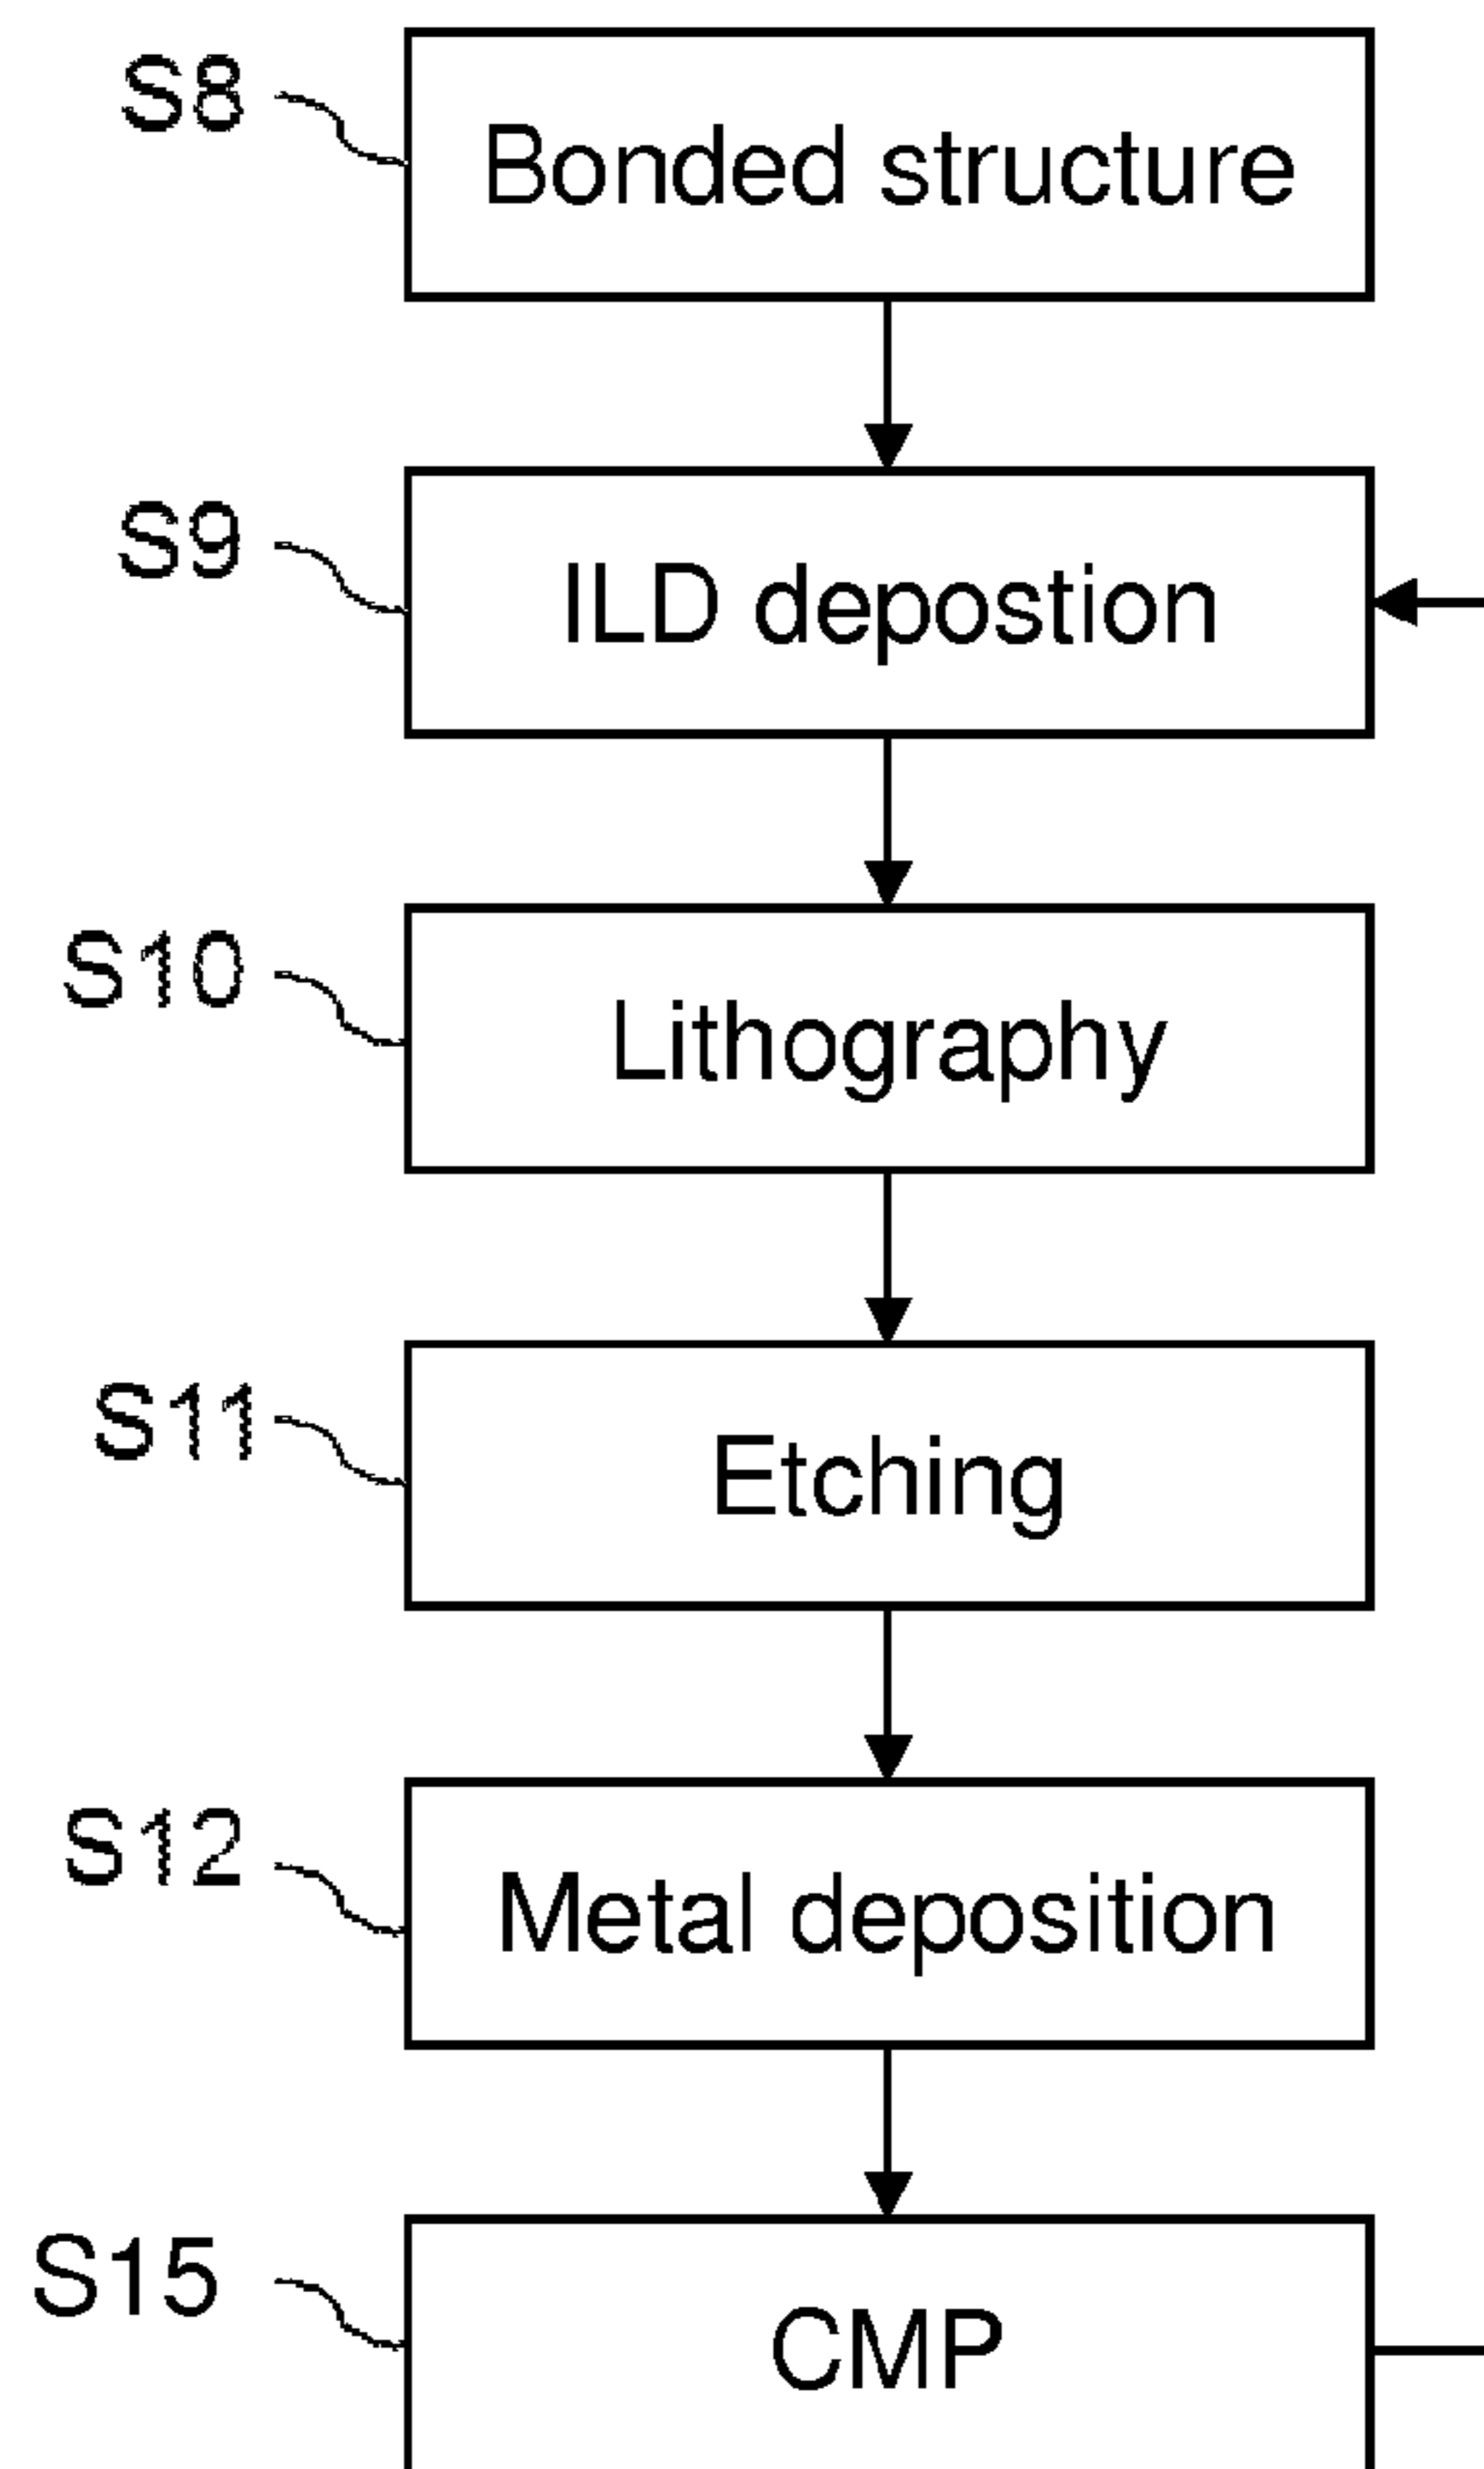 S8
Bonded structure
S9
ILD depostion
S10
Lithography
S11
Etching
S12
Metal deposition
S15
CMP